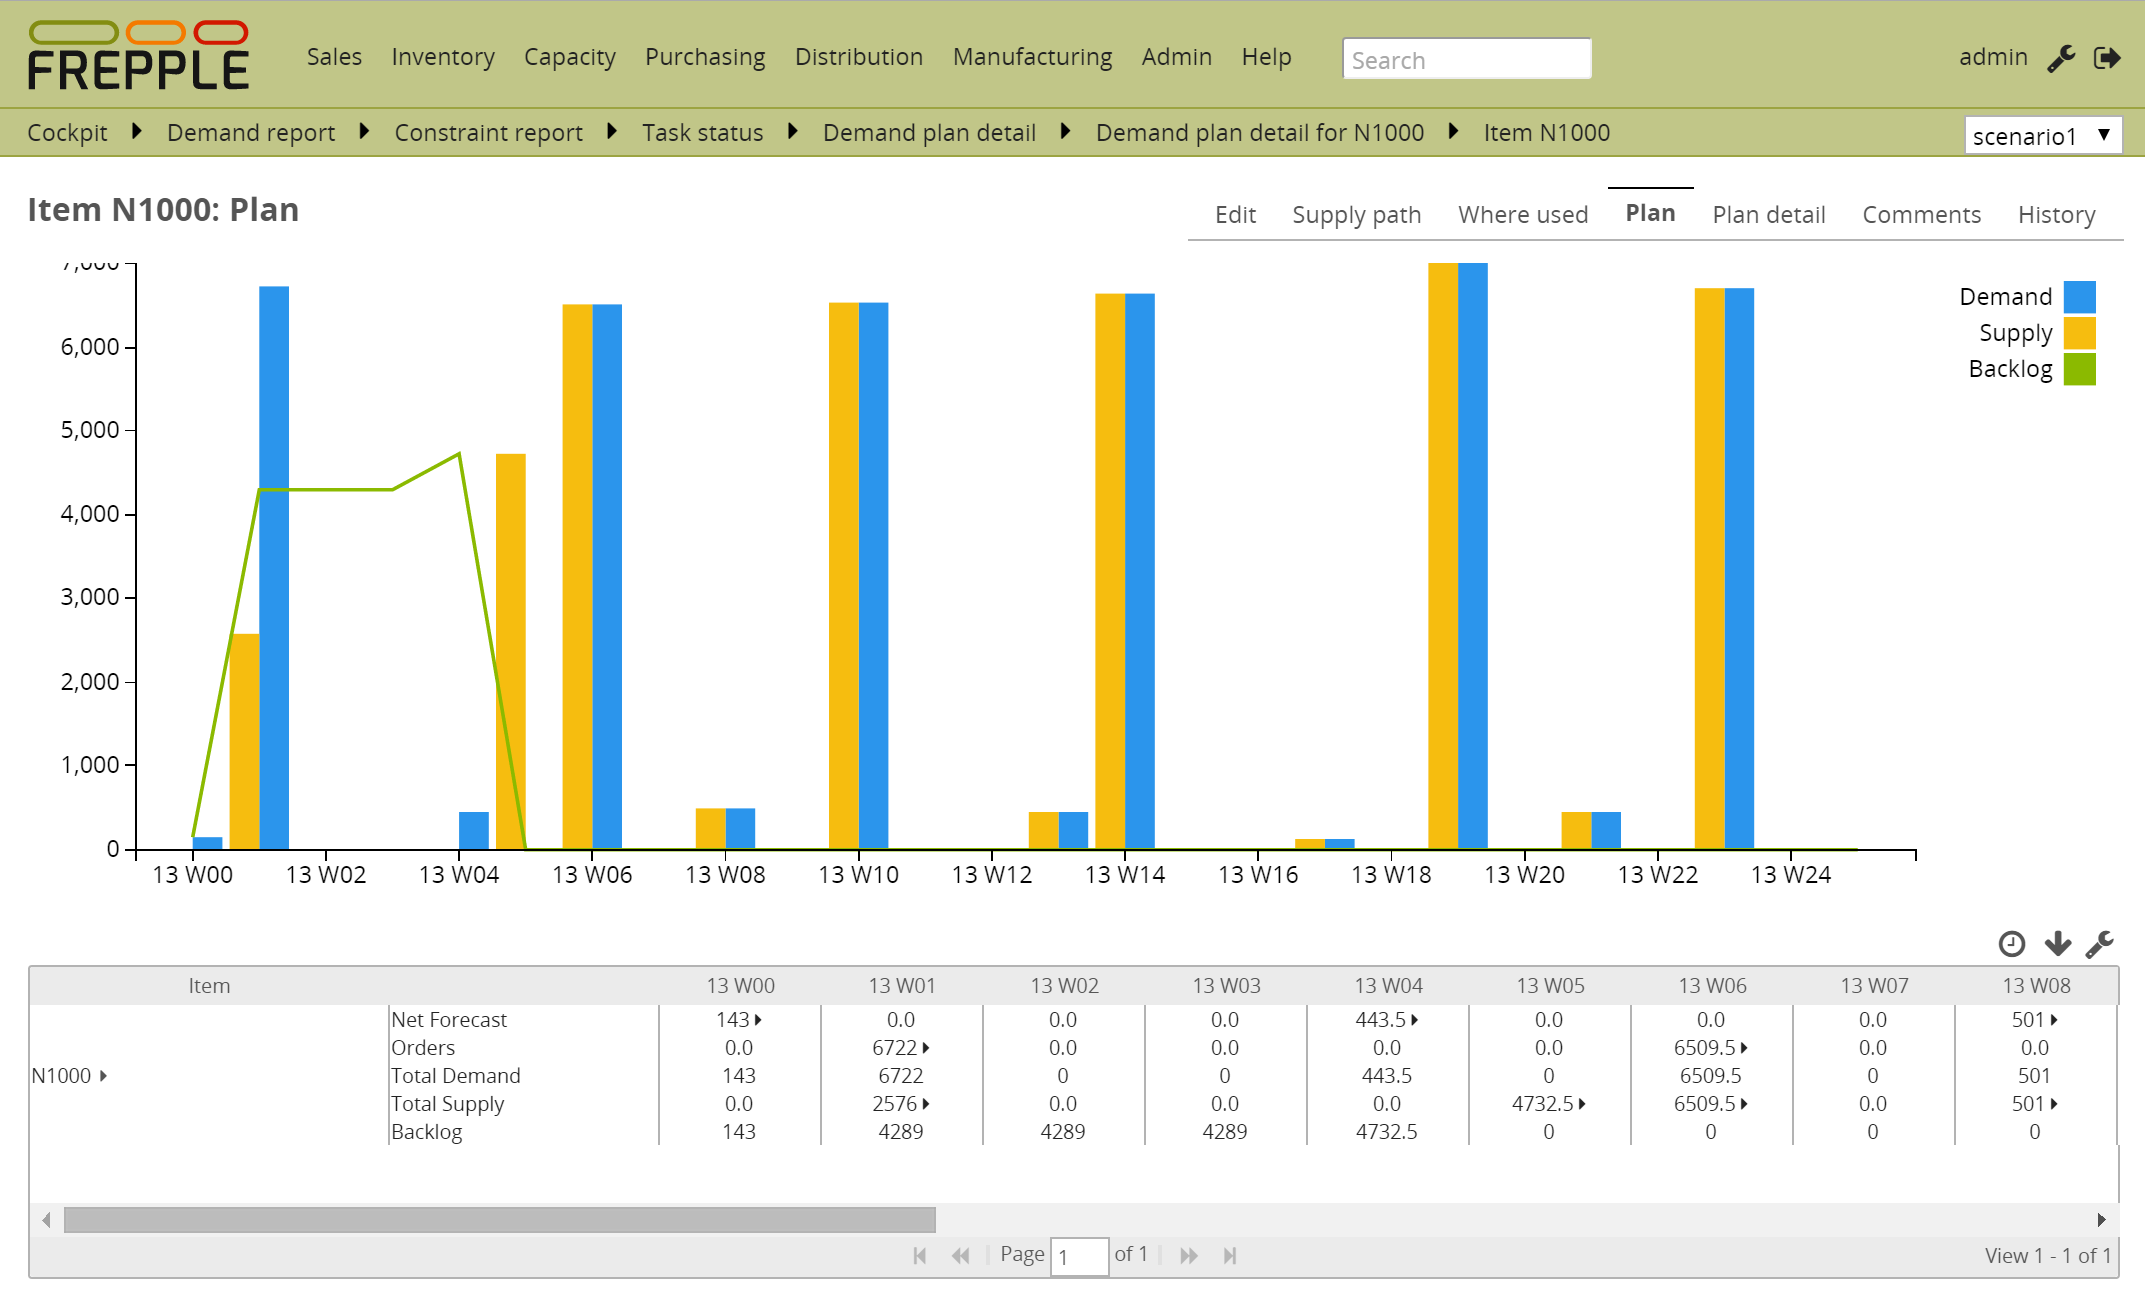 FREPPLE Sales Inventory Capacity Purchasing Distribution Manufacturing Admin Help Search admin
Cockpit Demand report Constraint report Task status Demand plan detail Demand plan detail for N1000 Item N1000 scenario1
Item N1000: Plan
Edit Supply path Where used Plan Plan detail Comments History
7,000
6,000
5,000
4,000
3,000
2,000
1,000
0
Demand
Supply
Backlog
13 W00 13 W02 13 W04 13 W06 13 W08 13 W10 13 W12 13 W14 13 W16 13 W18 13 W20 13 W22 13 W24
Item 13 W00 13 W01 13 W02 13 W03 13 W04 13 W05 13 W06 13 W07 13 W08
Net Forecast 143 0.0 0.0 0.0 443.5 0.0 0.0 0.0 501
Orders 0.0 6722 0.0 0.0 0.0 0.0 6509.5 0.0 0.0
N1000 Total Demand 143 6722 0 0 443.5 0 6509.5 0 501
Total Supply 0.0 2576 0.0 0.0 0.0 4732.5 6509.5 0.0 501
Backlog 143 4289 4289 4289 4732.5 0 0 0 0
Page 1 of 1 View 1 - 1 of 1